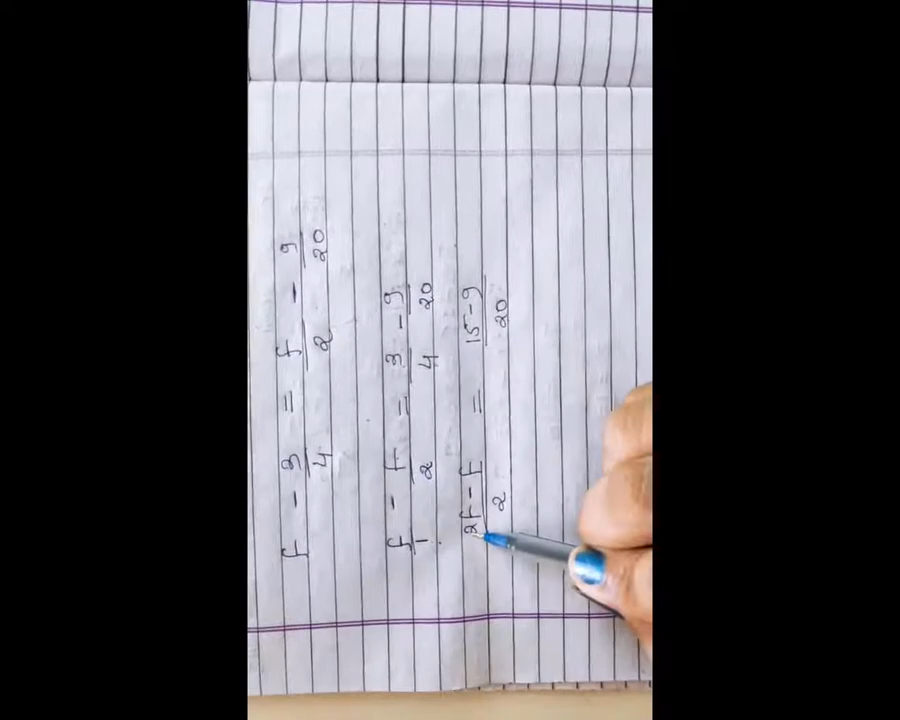 F - 3/4 = F/2 - 9/20
F/1 - F/2 = 3/4 - 9/20
2F - F/2 = 15 - 9/20